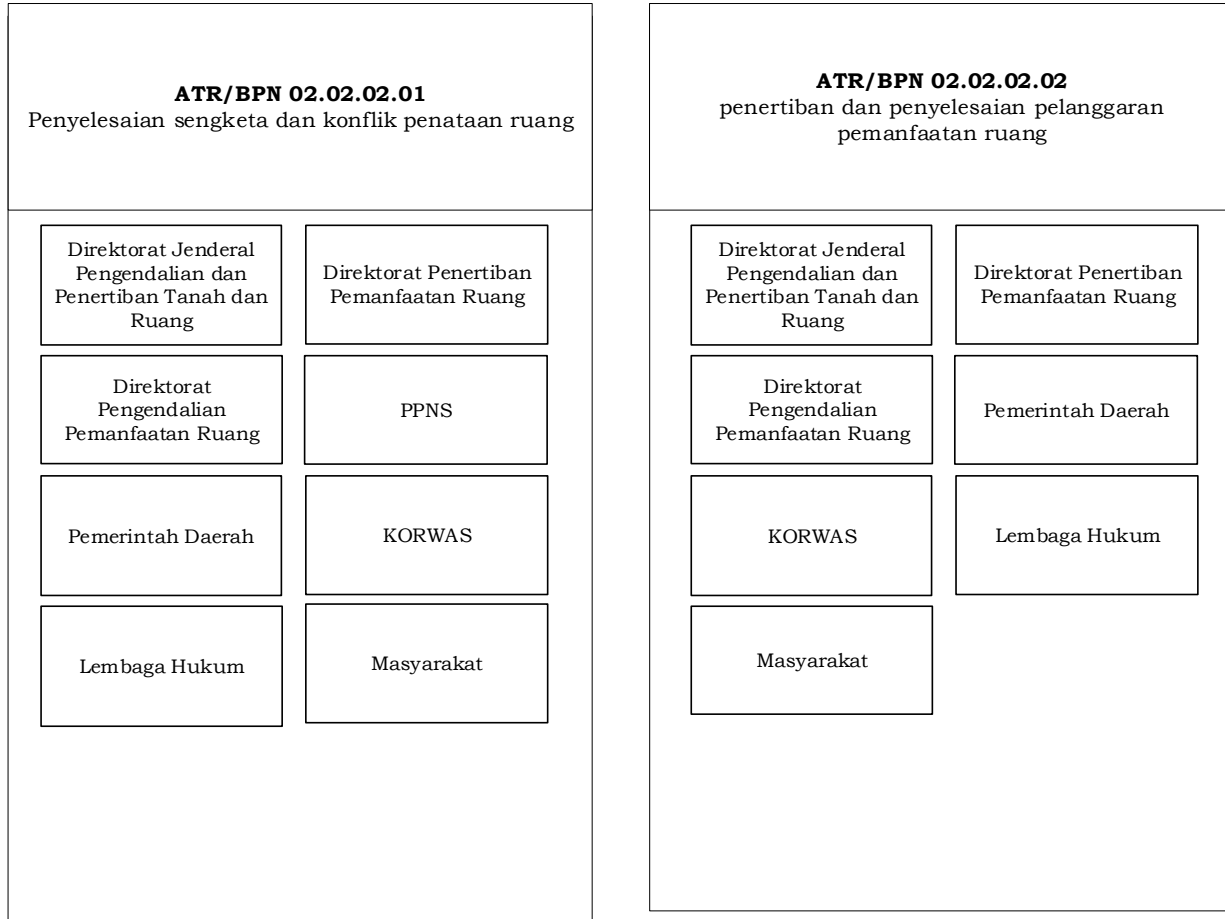 ATR/BPN 02.02.02.01
Penyelesaian sengketa dan konflik penataan ruang
Direktorat Jenderal
Pengendalian dan
Penertiban Tanah dan
Ruang
Direktorat Penertiban
Pemanfaatan Ruang
Direktorat
Pengendalian
Pemanfaatan Ruang
PPNS
Pemerintah Daerah
KORWAS
Lembaga Hukum
Masyarakat
ATR/BPN 02.02.02.02
penertiban dan penyelesaian pelanggaran
pemanfaatan ruang
Direktorat Jenderal
Pengendalian dan
Penertiban Tanah dan
Ruang
Direktorat Penertiban
Pemanfaatan Ruang
Direktorat
Pengendalian
Pemanfaatan Ruang
Pemerintah Daerah
KORWAS
Lembaga Hukum
Masyarakat